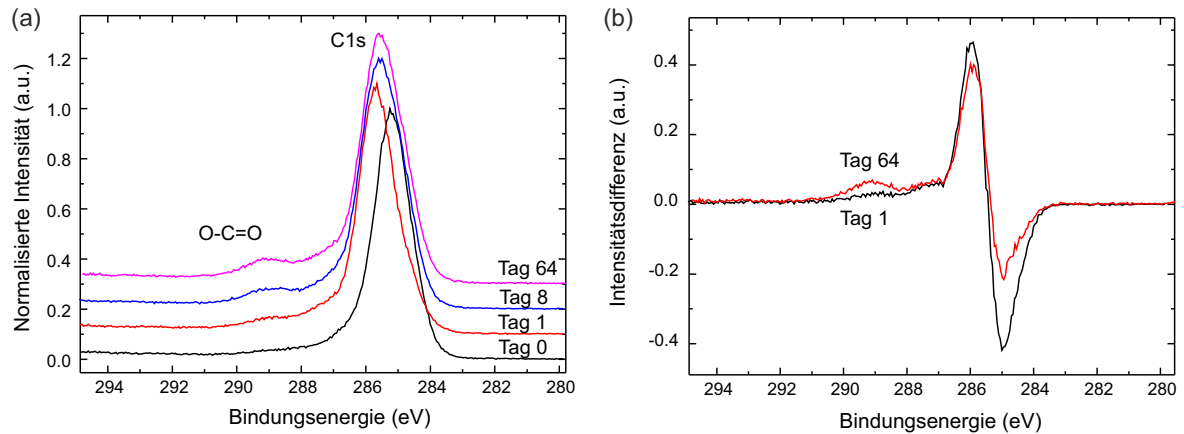 (a)
C1s
O-C=O
Tag 64
Tag 8
Tag 1
Tag 0
Normalisierte Intensität (a.u.)
1.2
1.0
0.8
0.6
0.4
0.2
0.0
294 292 290 288 286 284 282 280
Bindungsenergie (eV)
(b)
Tag 64
Tag 1
Intensitätsdifferenz (a.u.)
0.4
0.2
0.0
-0.2
-0.4
294 292 290 288 286 284 282 280
Bindungsenergie (eV)